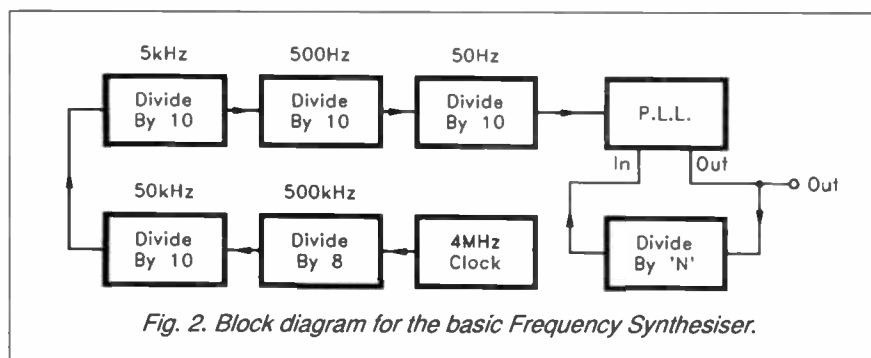 5kHz
500Hz
50Hz
Divide
By 10
Divide
By 10
Divide
By 10
P.L.L.
In
Out
Out
50kHz
500kHz
Divide
By 10
Divide
By 8
4MHz
Clock
Divide
By 'N'
Fig. 2. Block diagram for the basic Frequency Synthesiser.